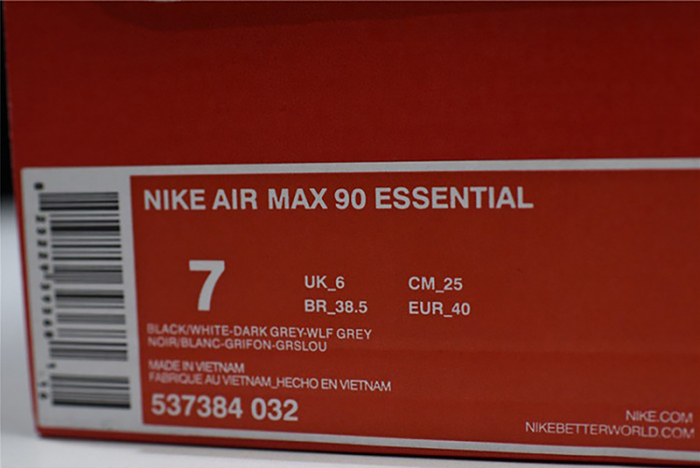 NIKE AIR MAX 90 ESSENTIAL
7
UK_6 CM_25
BR_38.5 EUR_40
BLACK/WHITE-DARK GREY-WLF GREY
NOIR/BLANC-GRIFON-GRSLOU
MADE IN VIETNAM
FABRIQUE AU VIETNAM_HECHO EN VIETNAM
537384 032
NIKE.COM
NIKEBETTERWORLD.COM